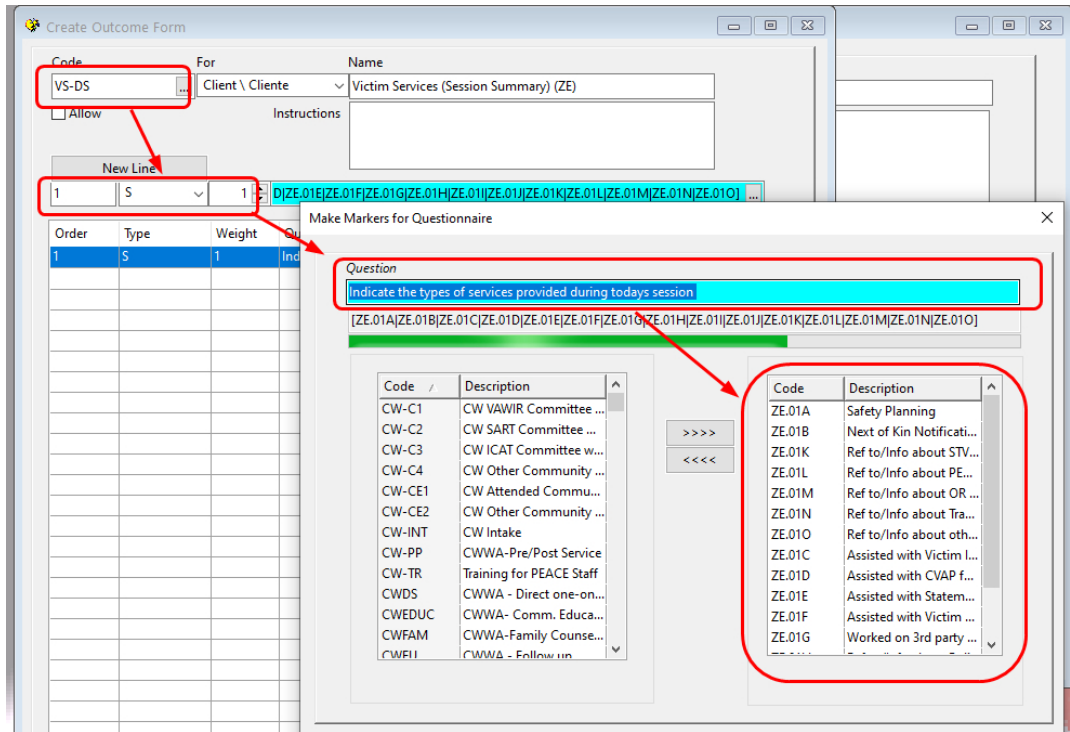 Create Outcome Form
Code For Name
VS-DS ... Client \ Cliente Victim Services (Session Summary) (ZE)
Allow Instructions
New Line
1 S 1 D|ZE.01E|ZE.01F|ZE.01G|ZE.01H|ZE.01I|ZE.01J|ZE.01K|ZE.01L|ZE.01M|ZE.01N|ZE.01O] ...
Make Markers for Questionnaire
Order Type Weight Qu
1 S 1 Ind
Question
Indicate the types of services provided during todays session
[ZE.01A|ZE.01B|ZE.01C|ZE.01D|ZE.01E|ZE.01F|ZE.01G|ZE.01H|ZE.01I|ZE.01J|ZE.01K|ZE.01L|ZE.01M|ZE.01N|ZE.01O]
Code Description
CW-C1 CW VAWIR Committee ...
CW-C2 CW SART Committee ...
CW-C3 CW ICAT Committee w...
CW-C4 CW Other Community ...
CW-CE1 CW Attended Commu...
CW-CE2 CW Other Community ...
CW-INT CW Intake
CW-PP CWWA-Pre/Post Service
CW-TR Training for PEACE Staff
CWDS CWWA - Direct one-on...
CWEDUC CWWA- Comm. Educa...
CWFAM CWWA-Family Counse...
CWFU CWWA - Follow up
>>>>
<<<<
Code Description
ZE.01A Safety Planning
ZE.01B Next of Kin Notificati...
ZE.01K Ref to/Info about STV...
ZE.01L Ref to/Info about PE...
ZE.01M Ref to/Info about OR ...
ZE.01N Ref to/Info about Tra...
ZE.01O Ref to/Info about oth...
ZE.01C Assisted with Victim I...
ZE.01D Assisted with CVAP f...
ZE.01E Assisted with Statem...
ZE.01F Assisted with Victim ...
ZE.01G Worked on 3rd party ...